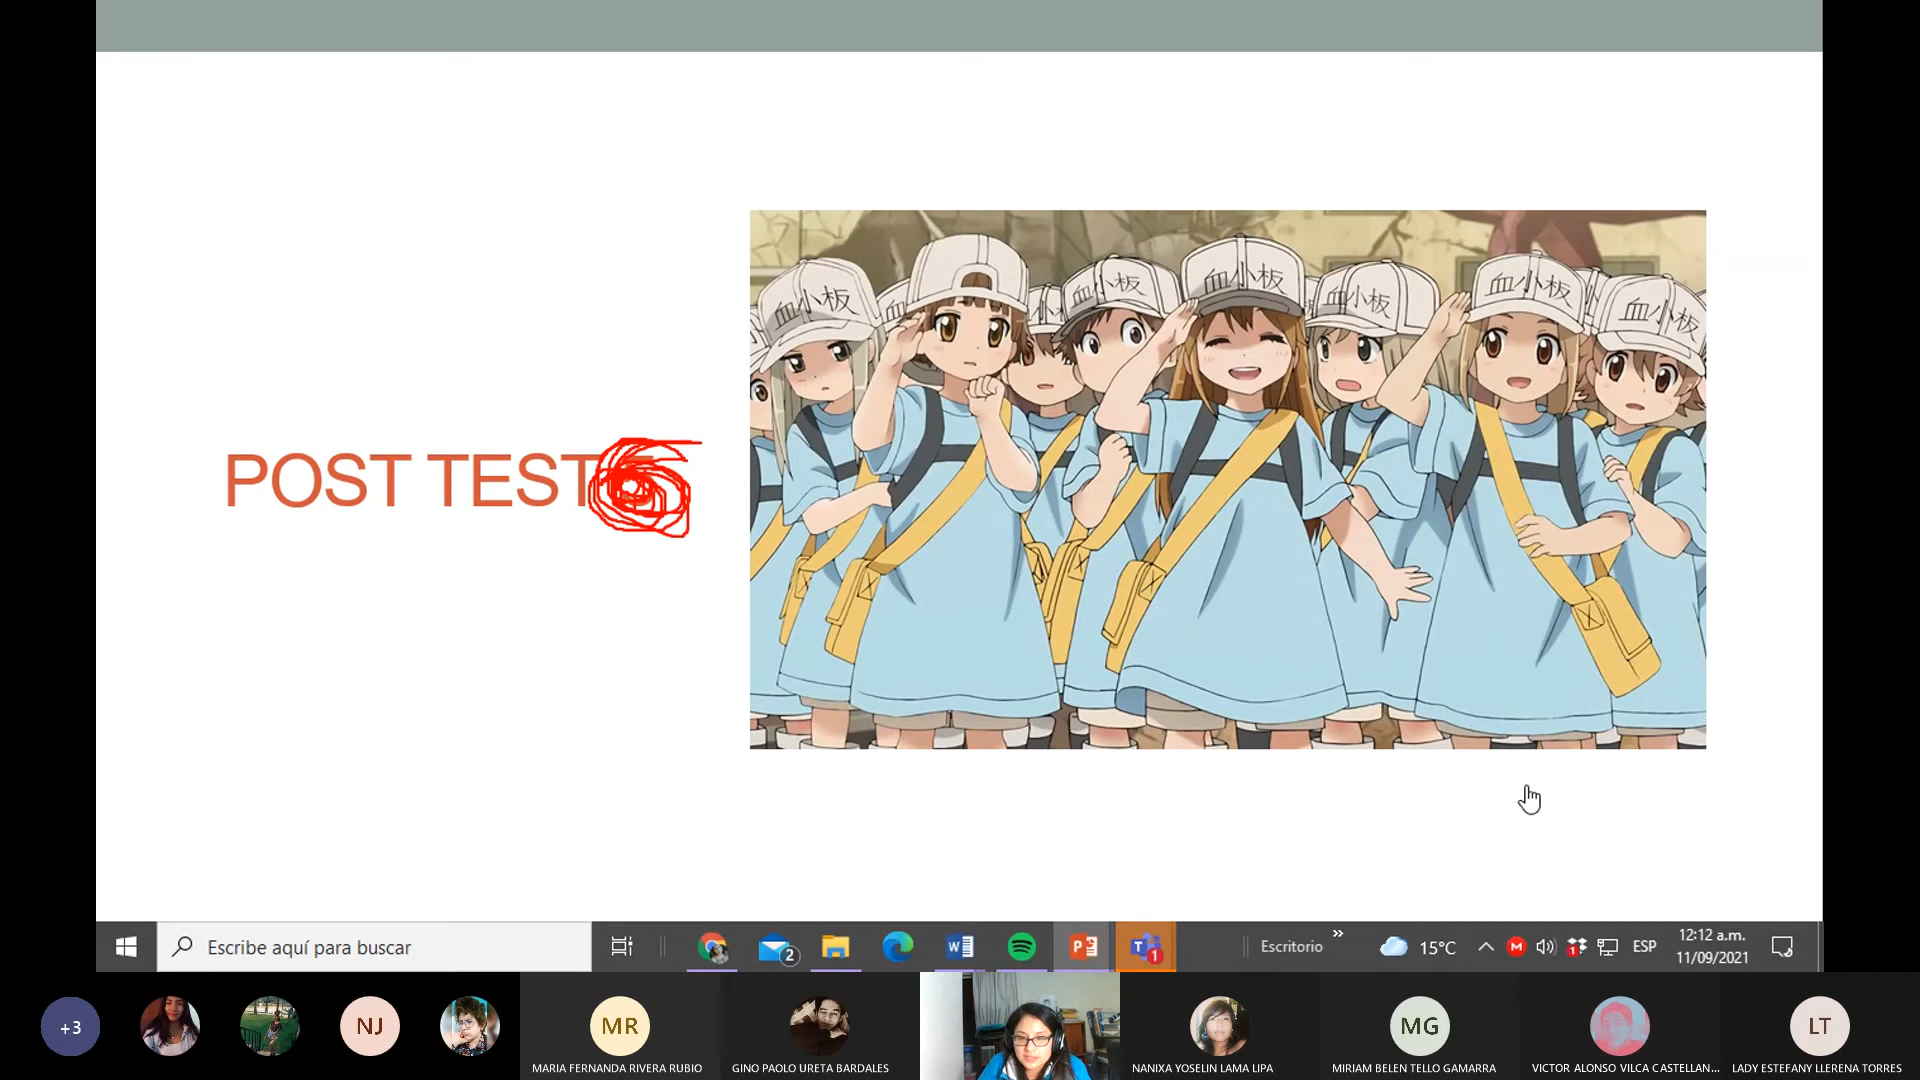 血小板
血小板
血小板
血小板
血小板
血小板
POST TEST
Escribe aquí para buscar
2
1
Escritorio
»
15°C
1
ESP
12:12 a.m.
11/09/2021
+3
NJ
MR
MARIA FERNANDA RIVERA RUBIO
GINO PAOLO URETA BARDALES
NANIXA YOSELIN LAMA LIPA
MG
MIRIAM BELEN TELLO GAMARRA
VICTOR ALONSO VILCA CASTELLAN...
LT
LADY ESTEFANY LLERENA TORRES